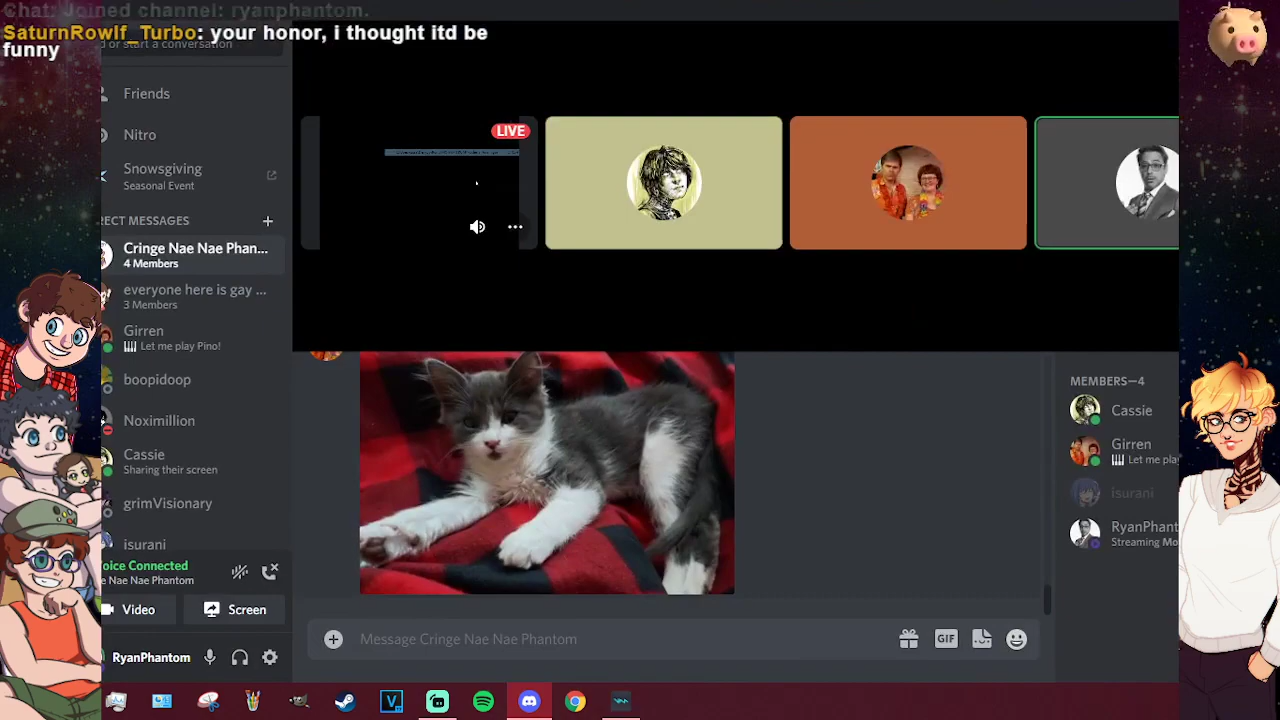 Chat: Joined channel: ryanphantom.
SaturnRowlf_Turbo: your honor, i thought itd be
funny
d or start a conversation
Friends
Nitro
Snowsgiving
Seasonal Event
RECT MESSAGES
Cringe Nae Nae Phan...
4 Members
everyone here is gay ...
3 Members
Girren
Let me play Pino!
boopidoop
Noximillion
Cassie
Sharing their screen
grimVisionary
isurani
oice Connected
e Nae Nae Phantom
Video
Screen
RyanPhantom
LIVE
Message Cringe Nae Nae Phantom
GIF
MEMBERS—4
Cassie
Girren
Let me pla
isurani
RyanPhant
Streaming Mo
V